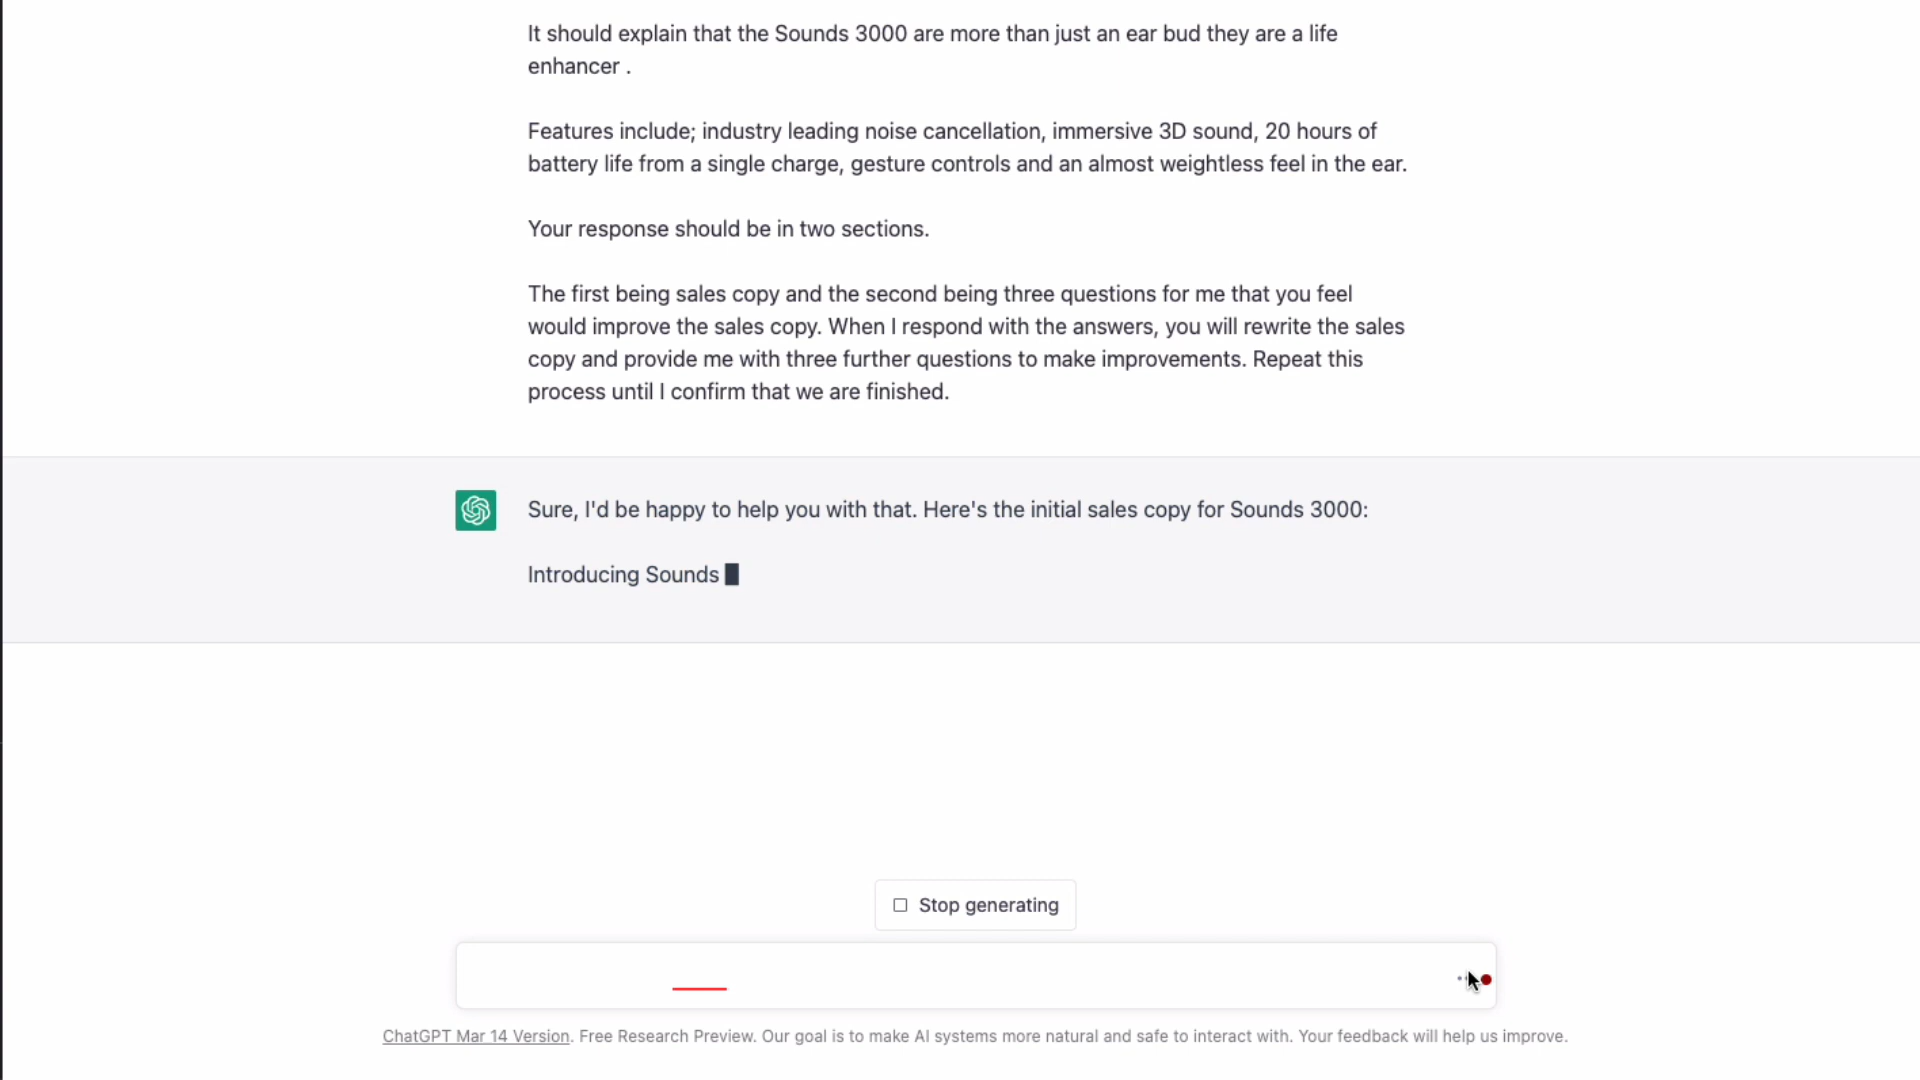 It should explain that the Sounds 3000 are more than just an ear bud they are a life
enhancer .
Features include; industry leading noise cancellation, immersive 3D sound, 20 hours of
battery life from a single charge, gesture controls and an almost weightless feel in the ear.
Your response should be in two sections.
The first being sales copy and the second being three questions for me that you feel
would improve the sales copy. When I respond with the answers, you will rewrite the sales
copy and provide me with three further questions to make improvements. Repeat this
process until I confirm that we are finished.
Sure, I'd be happy to help you with that. Here's the initial sales copy for Sounds 3000:
Introducing Sounds
Stop generating
ChatGPT Mar 14 Version. Free Research Preview. Our goal is to make AI systems more natural and safe to interact with. Your feedback will help us improve.